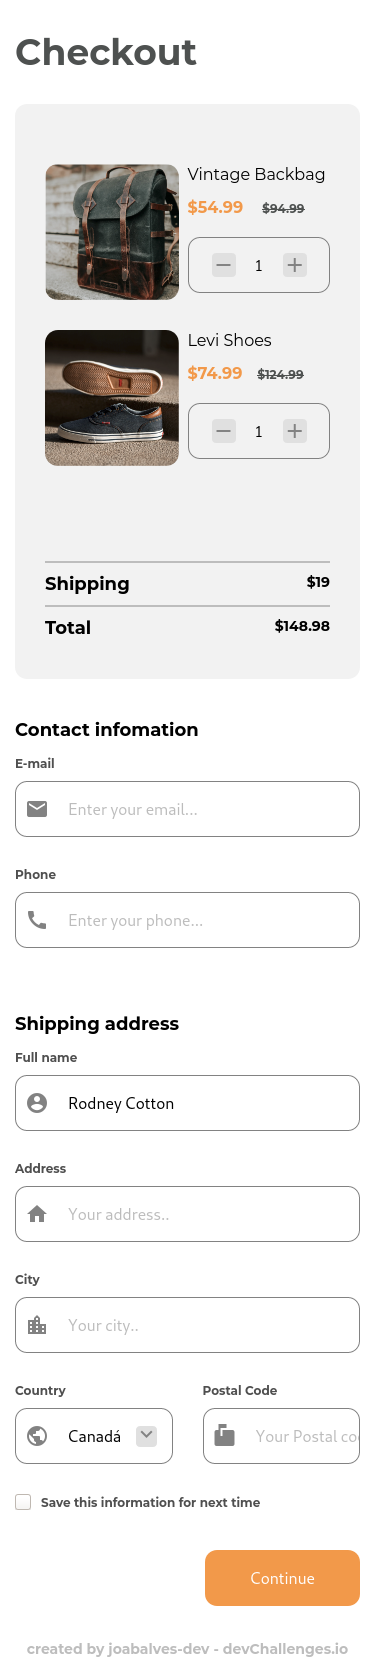 Checkout
Vintage Backbag
$54.99 $94.99
1
Levi Shoes
$74.99 $124.99
1
Shipping $19
Total $148.98
Contact infomation
E-mail
Enter your email...
Phone
Enter your phone...
Shipping address
Full name
Rodney Cotton
Address
Your address..
City
Your city..
Country Postal Code
Canadá Your Postal co
Save this information for next time
Continue
created by joabalves-dev - devChallenges.io